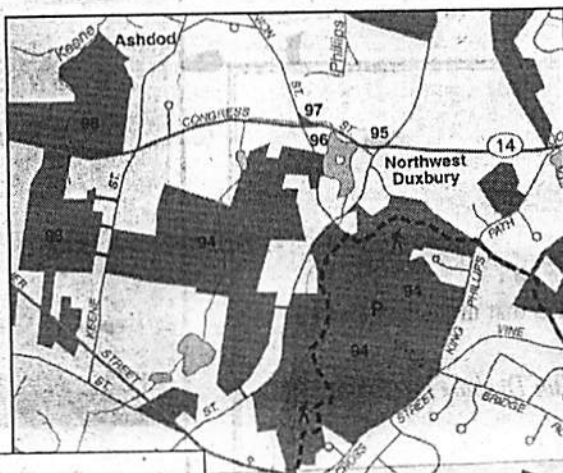 Keene
Ashdod
Phillips
ST.
98
CONGRESS
97
ST.
96
95
14
Northwest
Duxbury
ST.
PATH
93
94
94
KING PHILLIPS
P
KEENE
94
VINE
STREET
ST.
ST.
STREET
BRIDGE